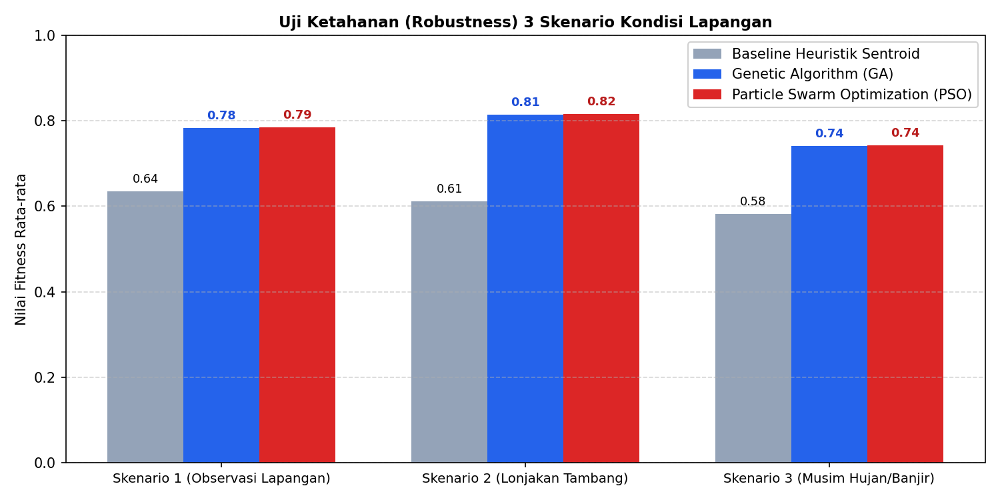 Uji Ketahanan (Robustness) 3 Skenario Kondisi Lapangan
Nilai Fitness Rata-rata
1.0
0.8
0.6
0.4
0.2
0.0
Baseline Heuristik Sentroid
Genetic Algorithm (GA)
Particle Swarm Optimization (PSO)
0.64
0.78
0.79
0.61
0.81
0.82
0.58
0.74
0.74
Skenario 1 (Observasi Lapangan)
Skenario 2 (Lonjakan Tambang)
Skenario 3 (Musim Hujan/Banjir)